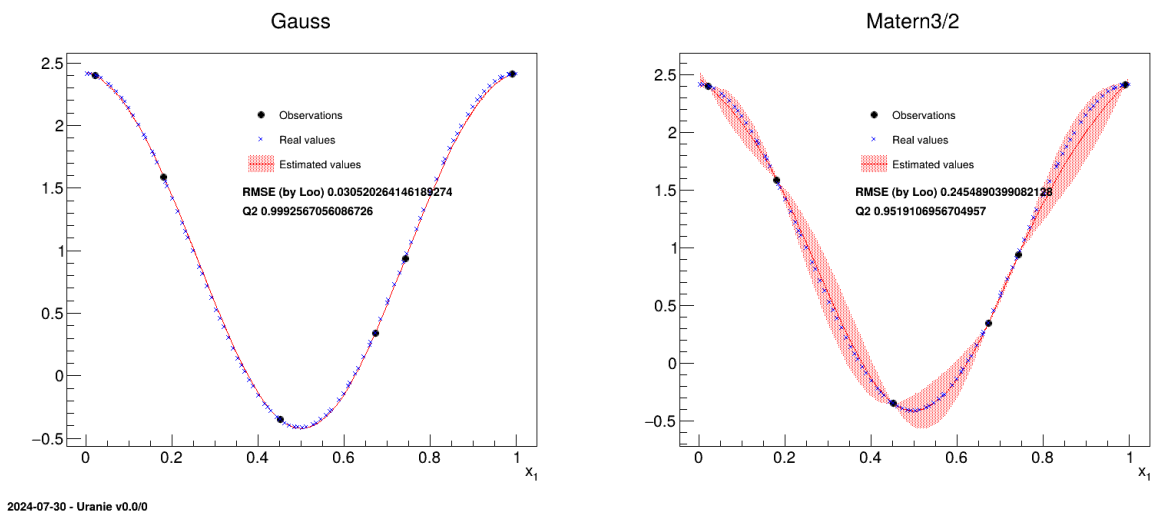 Gauss
2.5
2
1.5
1
0.5
0
−0.5
0 0.2 0.4 0.6 0.8 1
x1
Observations
Real values
Estimated values
RMSE (by Loo) 0.030520264146189274
Q2 0.9992567056086726
Matern3/2
2.5
2
1.5
1
0.5
0
−0.5
0 0.2 0.4 0.6 0.8 1
x1
Observations
Real values
Estimated values
RMSE (by Loo) 0.2454890399082128
Q2 0.9519106956704957
2024-07-30 - Uranie v0.0/0